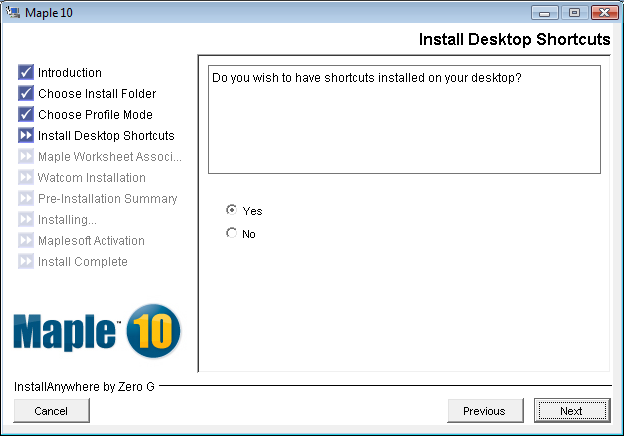 Maple 10
Install Desktop Shortcuts
Introduction
Choose Install Folder
Choose Profile Mode
Install Desktop Shortcuts
Maple Worksheet Associ...
Watcom Installation
Pre-Installation Summary
Installing...
Maplesoft Activation
Install Complete
Do you wish to have shortcuts installed on your desktop?
Yes
No
Maple™ 10
InstallAnywhere by Zero G
Cancel
Previous
Next